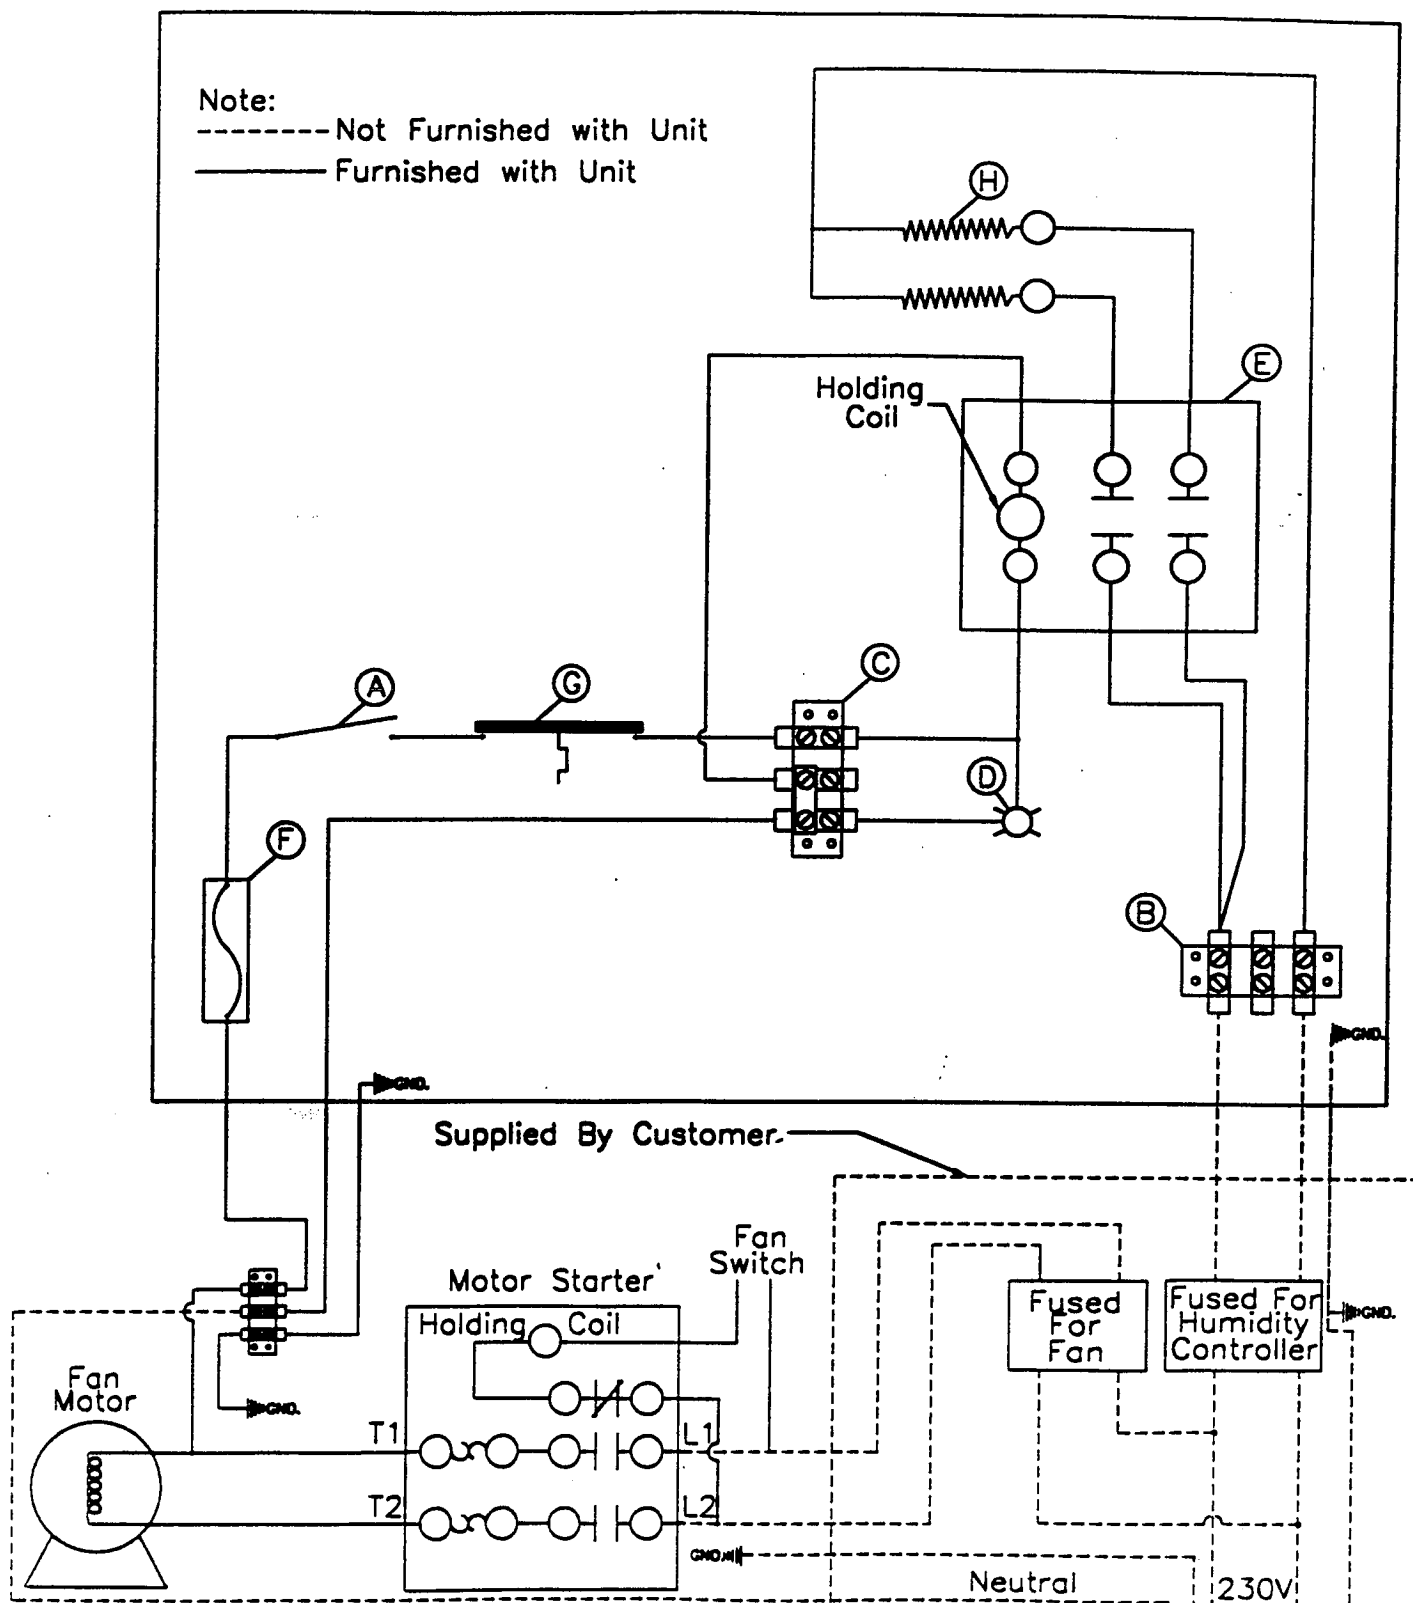 Note:
Not Furnished with Unit
Furnished with Unit
H
E
Holding
Coil
C
A
G
D
F
B
GND.
GND.
Supplied By Customer
Fan
Switch
Motor Starter
Holding Coil
Fused
For
Fan
Fused For
Humidity
Controller
GND.
Fan
Motor
GND.
T1
L1
T2
L2
GND.
Neutral
230V